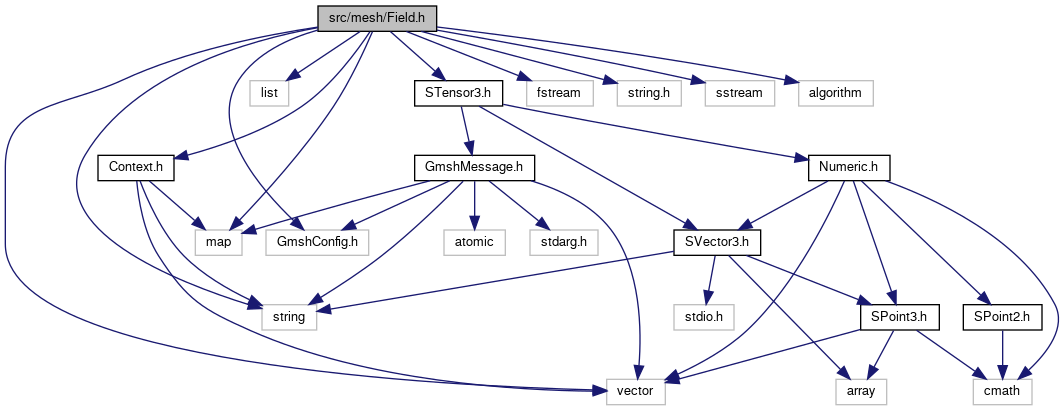 src/mesh/Field.h
list
STensor3.h
fstream
string.h
sstream
algorithm
Context.h
GmshMessage.h
Numeric.h
map
GmshConfig.h
atomic
stdarg.h
SVector3.h
string
stdio.h
SPoint3.h
SPoint2.h
vector
array
cmath